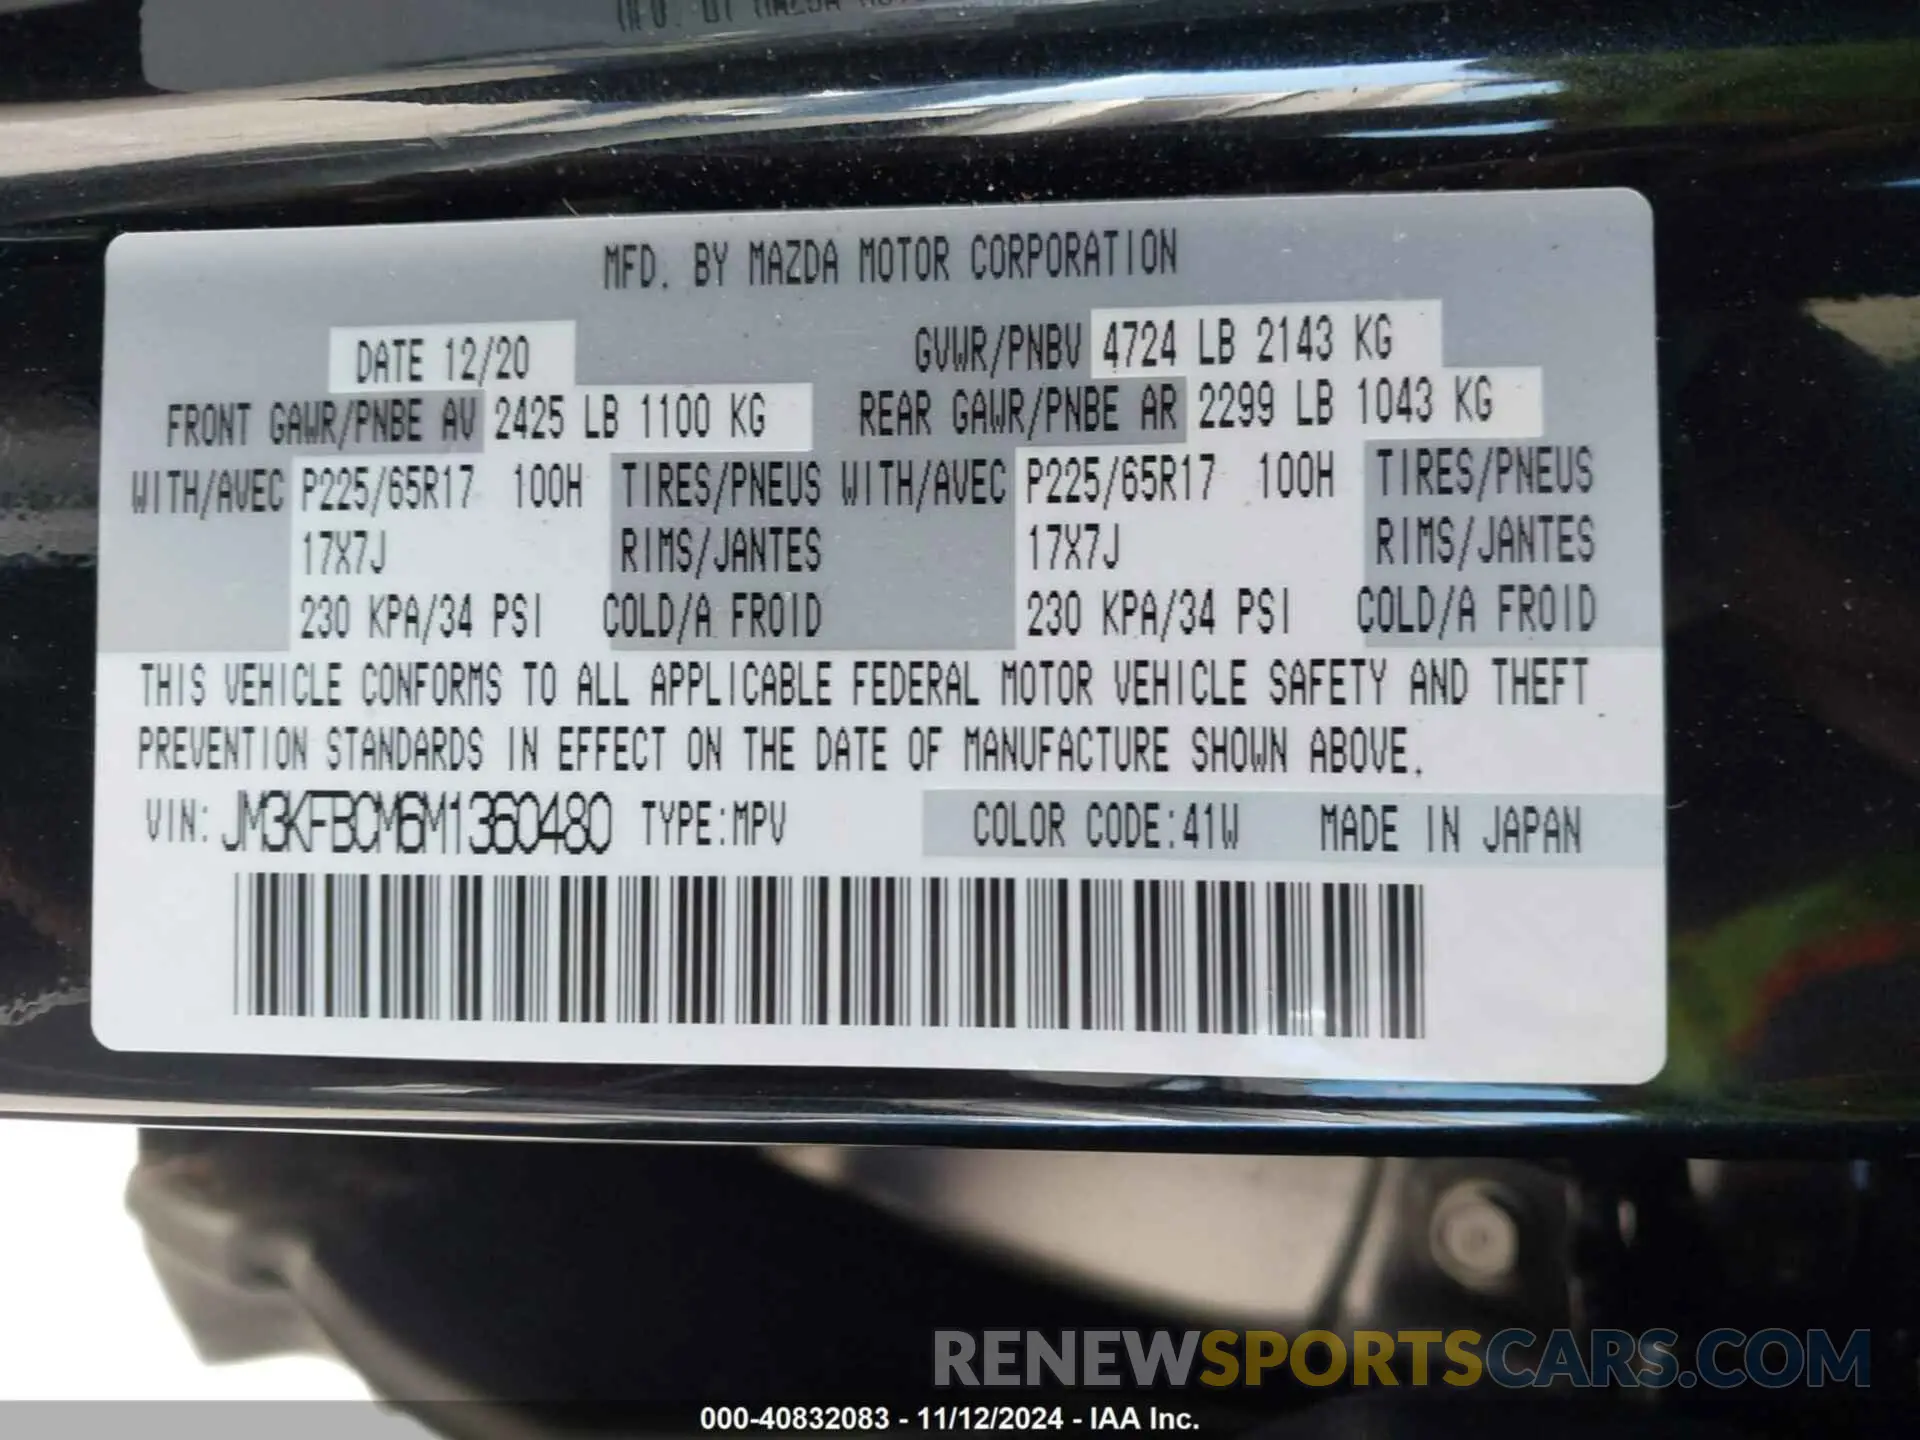 MFD. BY MAZDA
MFD. BY MAZDA MOTOR CORPORATION
DATE 12/20 GVWR/PNBV 4724 LB 2143 KG
FRONT GAWR/PNBE AV 2425 LB 1100 KG REAR GAWR/PNBE AR 2299 LB 1043 KG
WITH/AVEC P225/65R17 100H TIRES/PNEUS WITH/AVEC P225/65R17 100H TIRES/PNEUS
17X7J RIMS/JANTES 17X7J RIMS/JANTES
230 KPA/34 PSI COLD/A FROID 230 KPA/34 PSI COLD/A FROID
THIS VEHICLE CONFORMS TO ALL APPLICABLE FEDERAL MOTOR VEHICLE SAFETY AND THEFT
PREVENTION STANDARDS IN EFFECT ON THE DATE OF MANUFACTURE SHOWN ABOVE.
VIN: JM3KFBCM6M1360480 TYPE:MPV COLOR CODE:41W MADE IN JAPAN
RENEWSPORTSCARS.COM
000-40832083 - 11/12/2024 - IAA Inc.